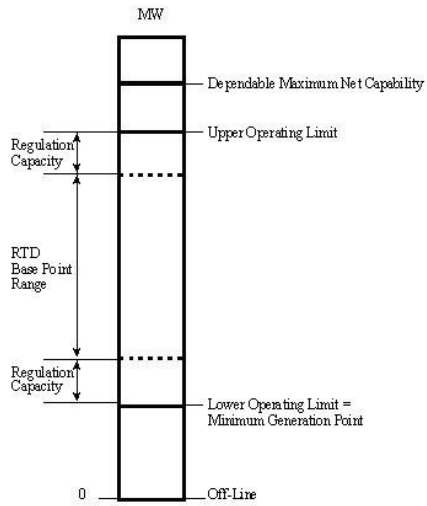 MW
Dependable Maximum Net Capability
Upper Operating Limit
Regulation
Capacity
RTD
Base Point
Range
Regulation
Capacity
Lower Operating Limit =
Minimum Generation Point
0
Off-Line